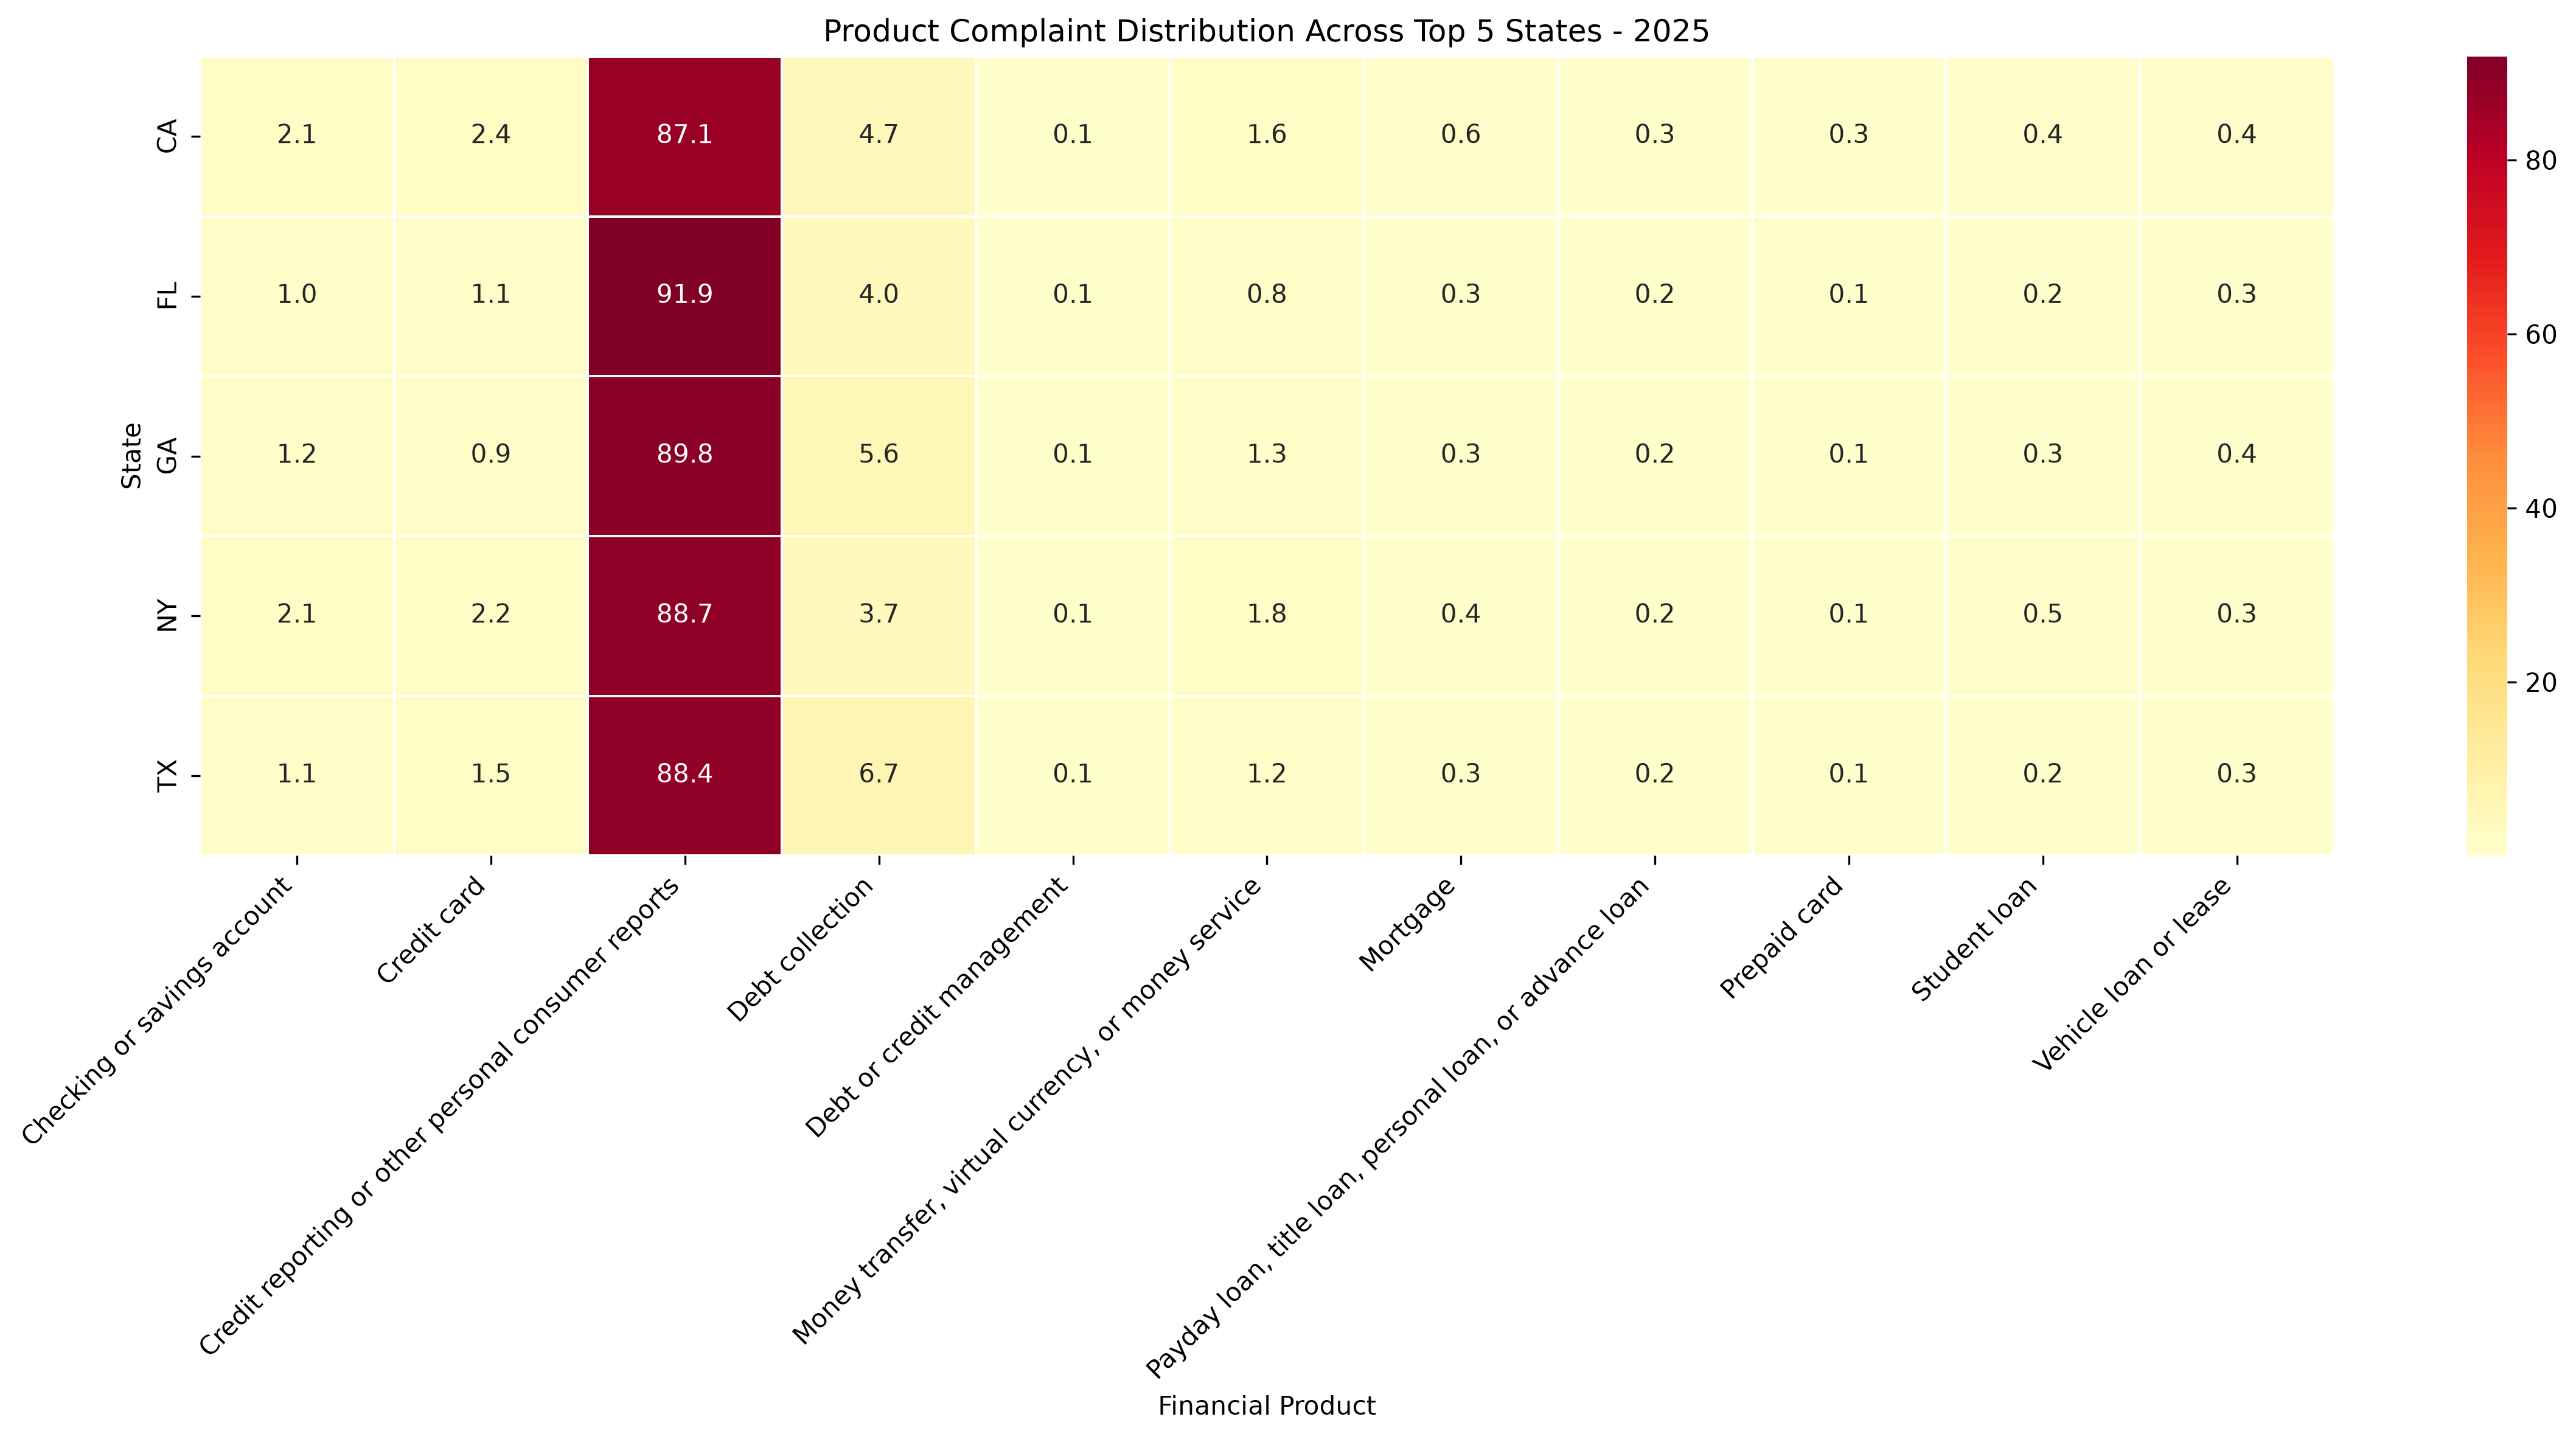 Product Complaint Distribution Across Top 5 States - 2025
State
CA 2.1 2.4 87.1 4.7 0.1 1.6 0.6 0.3 0.3 0.4 0.4
FL 1.0 1.1 91.9 4.0 0.1 0.8 0.3 0.2 0.1 0.2 0.3
GA 1.2 0.9 89.8 5.6 0.1 1.3 0.3 0.2 0.1 0.3 0.4
NY 2.1 2.2 88.7 3.7 0.1 1.8 0.4 0.2 0.1 0.5 0.3
TX 1.1 1.5 88.4 6.7 0.1 1.2 0.3 0.2 0.1 0.2 0.3
Checking or savings account
Credit card
Credit reporting or other personal consumer reports
Debt collection
Debt or credit management
Money transfer, virtual currency, or money service
Mortgage
Payday loan, title loan, personal loan, or advance loan
Prepaid card
Student loan
Vehicle loan or lease
Financial Product
80
60
40
20